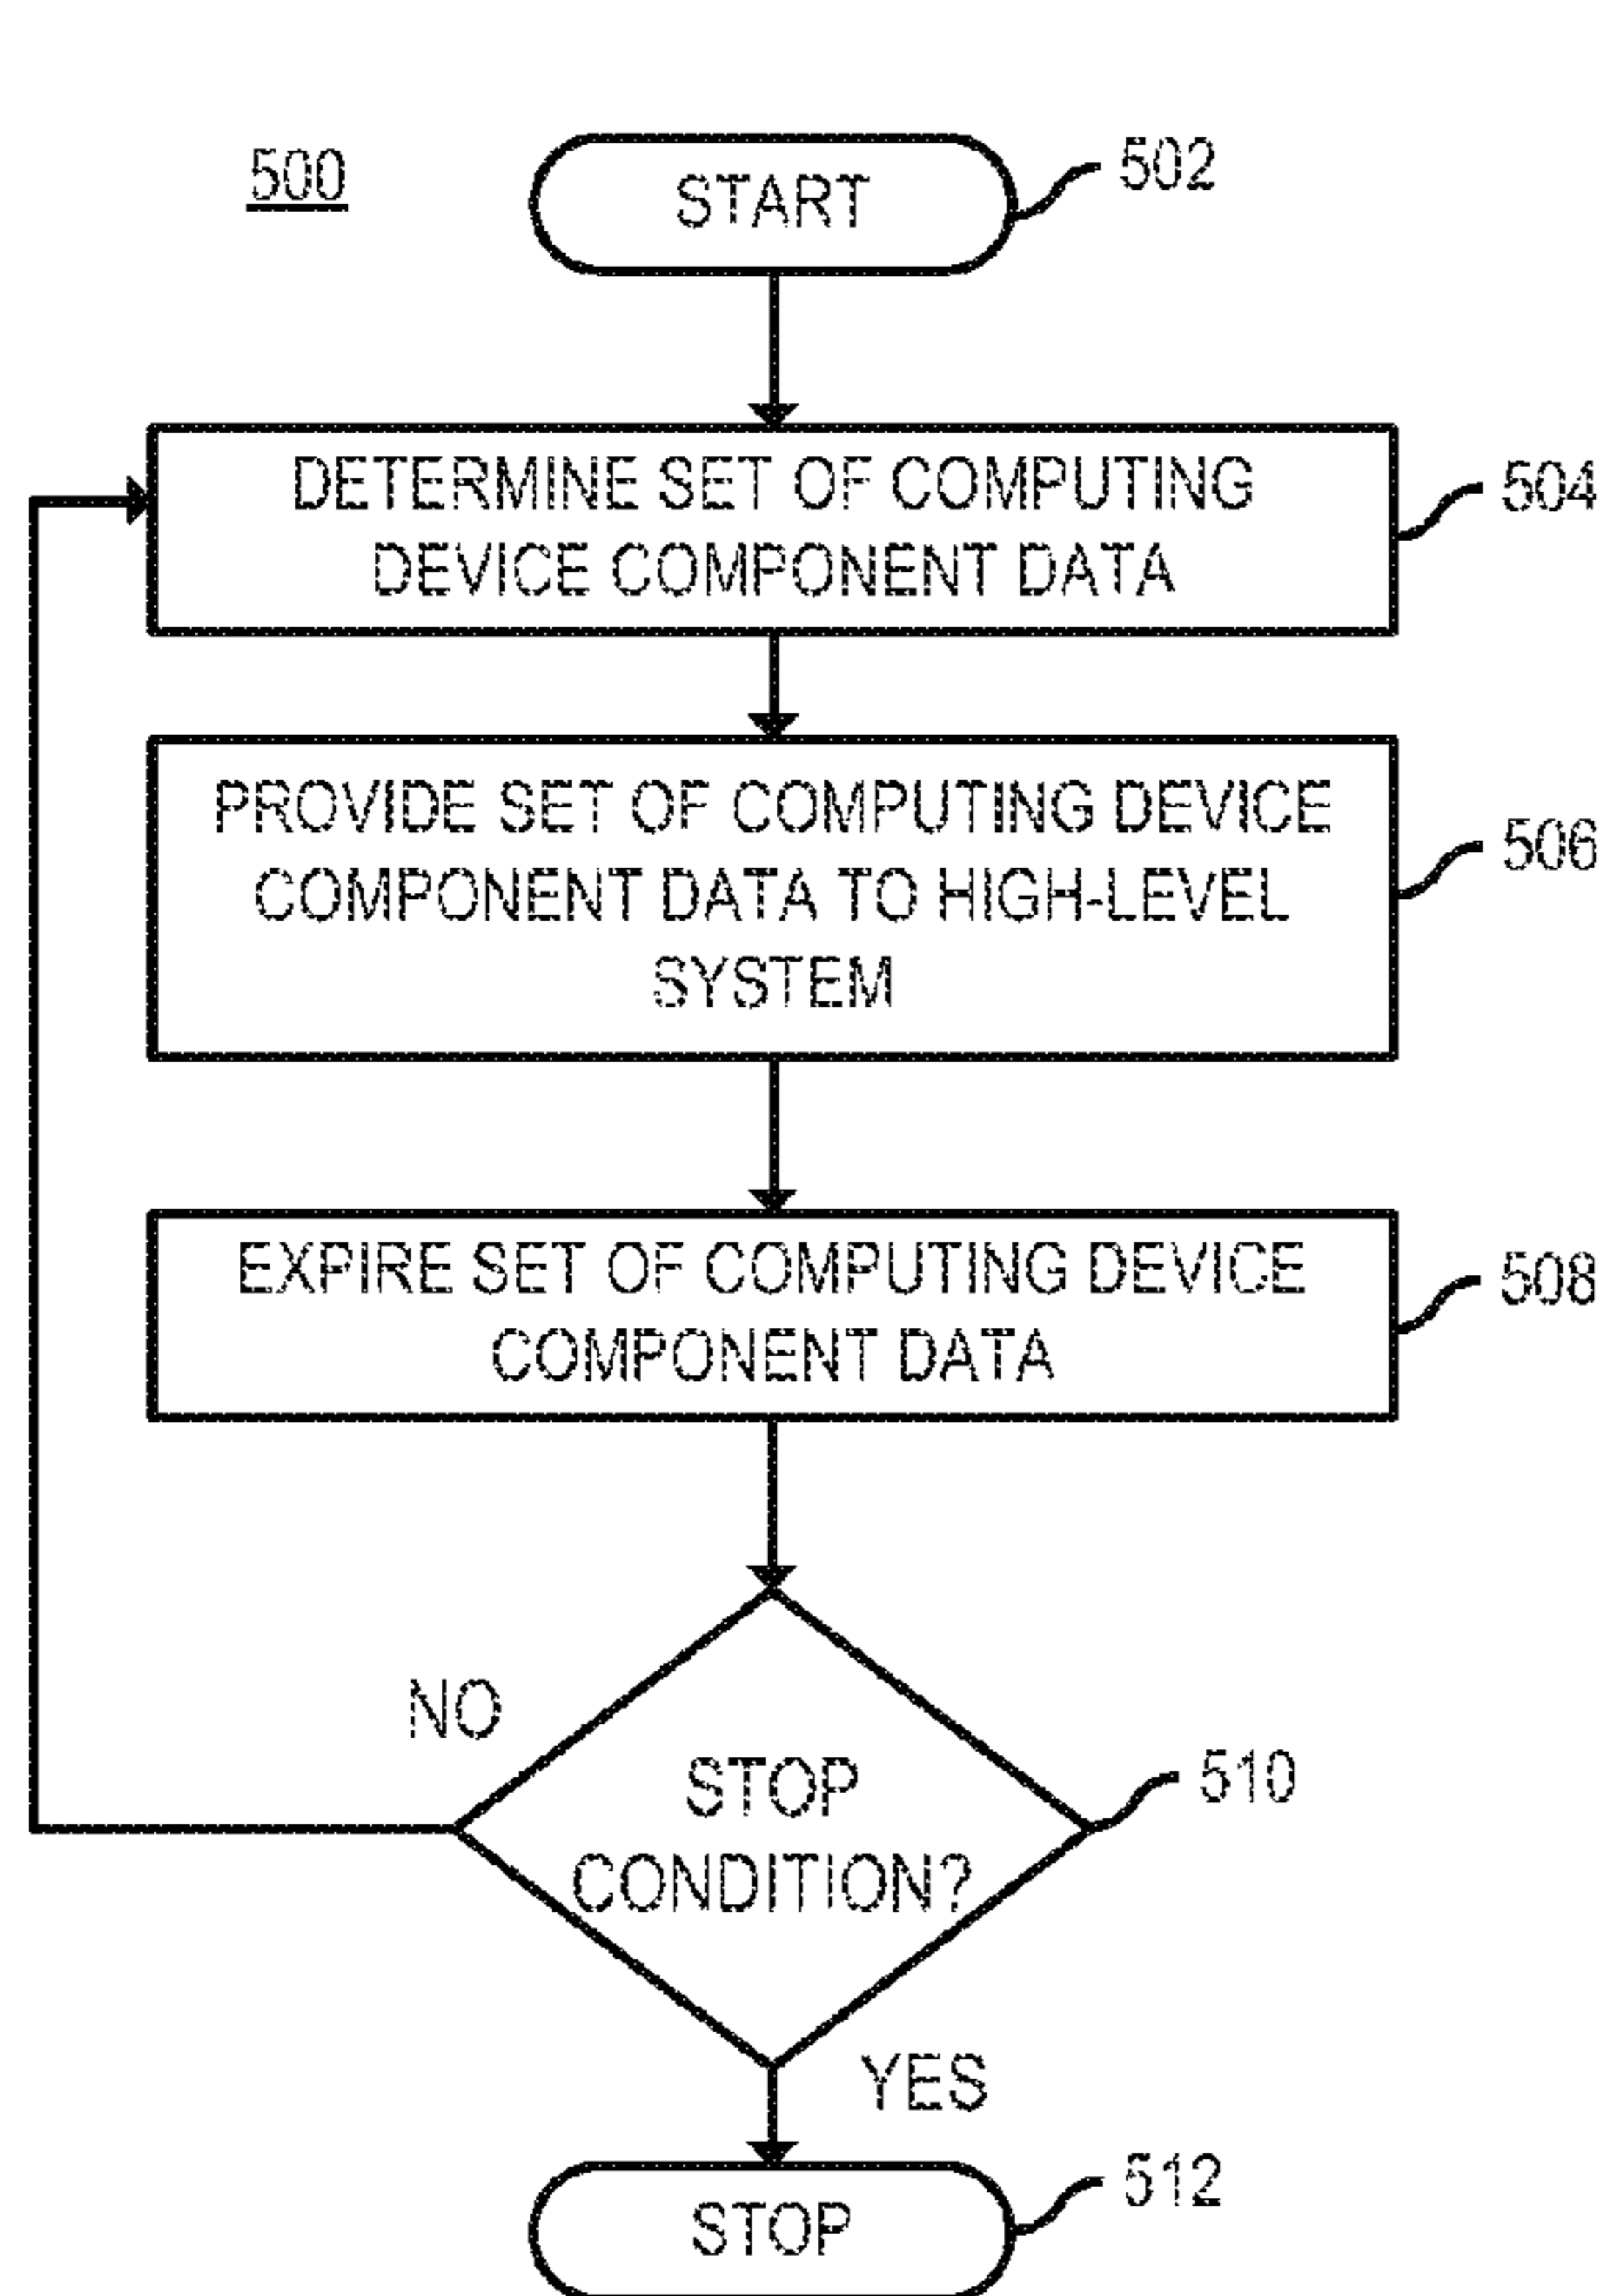 500
START
502
DETERMINE SET OF COMPUTING
DEVICE COMPONENT DATA
504
PROVIDE SET OF COMPUTING DEVICE
COMPONENT DATA TO HIGH-LEVEL
SYSTEM
506
EXPIRE SET OF COMPUTING DEVICE
COMPONENT DATA
508
NO
STOP
CONDITION?
510
YES
STOP
512